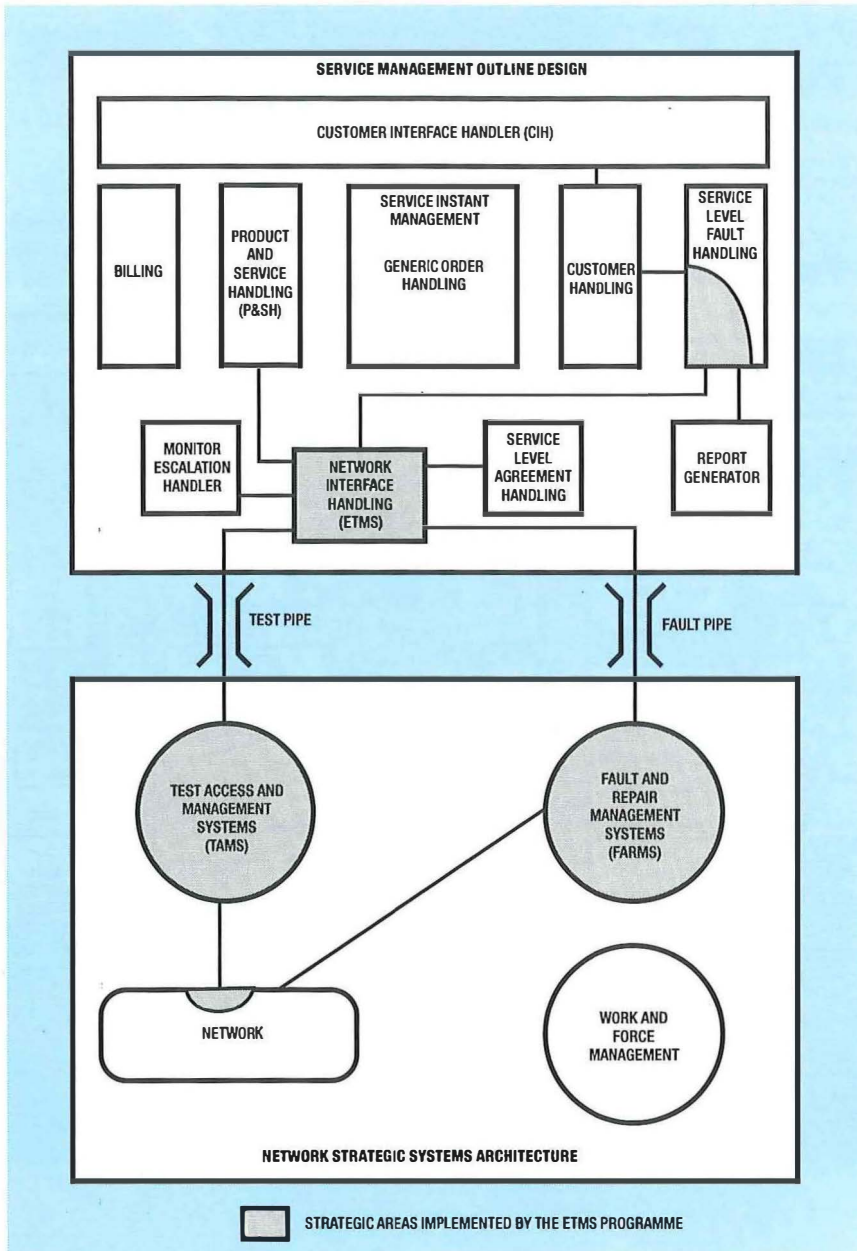 SERVICE MANAGEMENT OUTLINE DESIGN
CUSTOMER INTERFACE HANDLER (CIH)
BILLING
PRODUCT
AND
SERVICE
HANDLING
(P&SH)
SERVICE INSTANT
MANAGEMENT
GENERIC ORDER
HANDLING
CUSTOMER
HANDLING
SERVICE
LEVEL
FAULT
HANDLING
MONITOR
ESCALATION
HANDLER
NETWORK
INTERFACE
HANDLING
(ETMS)
SERVICE
LEVEL
AGREEMENT
HANDLING
REPORT
GENERATOR
TEST PIPE
FAULT PIPE
TEST ACCESS AND
MANAGEMENT
SYSTEMS
(TAMS)
FAULT AND
REPAIR
MANAGEMENT
SYSTEMS
(FARMS)
NETWORK
WORK AND
FORCE
MANAGEMENT
NETWORK STRATEGIC SYSTEMS ARCHITECTURE
STRATEGIC AREAS IMPLEMENTED BY THE ETMS PROGRAMME